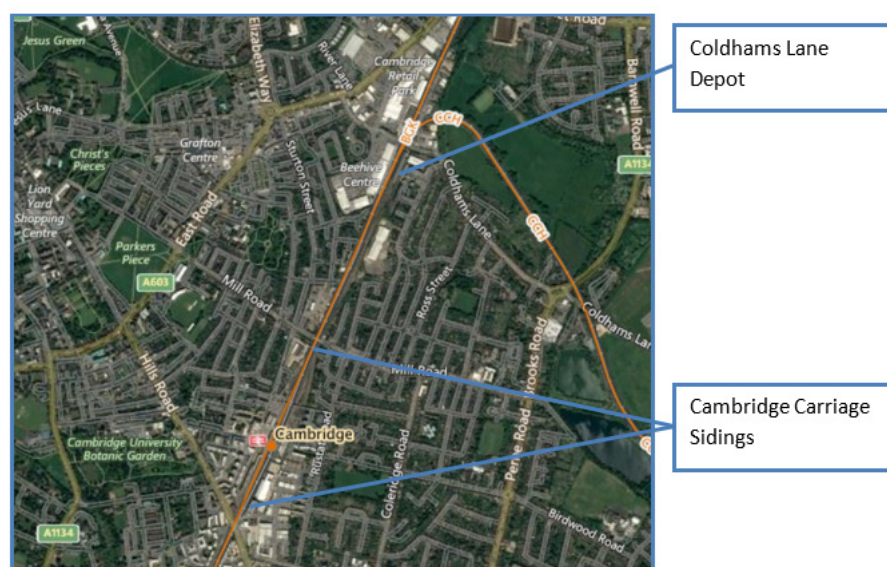 Jesus Green
Elizabeth Way
River Lane
Cambridge
Retail
Park
Barnwell Road
BGK
CCH
Coldhams Lane
Depot
Grafton
Centre
Christ's
Pieces
Sturton Street
Beehive
Centre
Coldhams Lane
A1134
Lion
Yard
Shopping
Centre
East Road
Parkers
Piece
CCH
A603
Mill Road
Ross Street
Coldhams Lane
Hills Road
Mill Road
Brooks Road
Cambridge Carriage
Sidings
Cambridge
Cambridge University
Botanic Garden
Coleridge Road
Perne Road
Birdwood Road
A1134